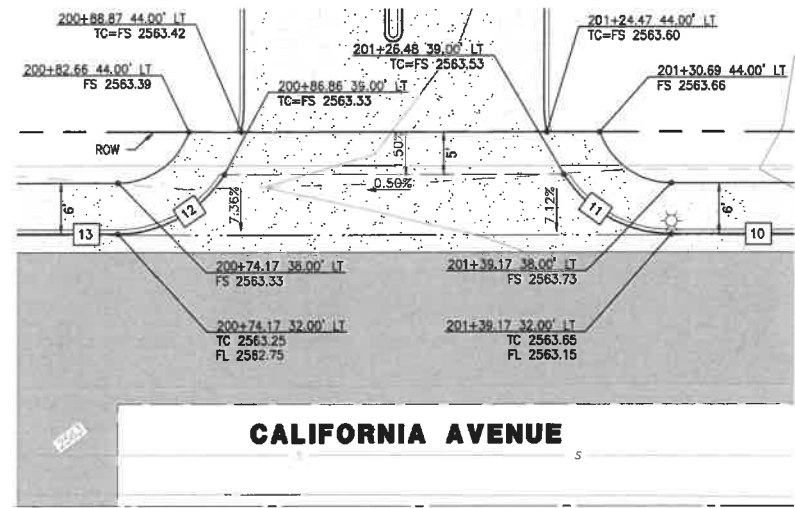 200+88.87 44.00' LT
TC=FS 2563.42
201+24.47 44.00' LT
TC=FS 2563.60
200+82.66 44.00' LT
FS 2563.39
201+26.48 39.00' LT
TC=FS 2563.53
201+30.69 44.00' LT
FS 2563.66
200+86.86 39.00' LT
TC=FS 2563.33
ROW
1.50%
5'
0.50%
6'
13
12
7.36%
7.12%
11
6'
10
200+74.17 38.00' LT
FS 2563.33
201+39.17 38.00' LT
FS 2563.73
200+74.17 32.00' LT
TC 2563.25
FL 2562.75
201+39.17 32.00' LT
TC 2563.65
FL 2563.15
CALIFORNIA AVENUE
S